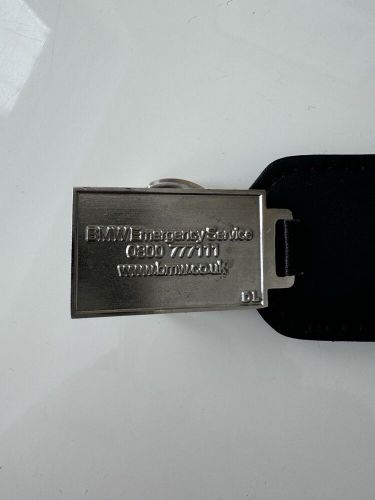 BMW Emergency Service
0800 777111
www.bmw.co.uk
DL